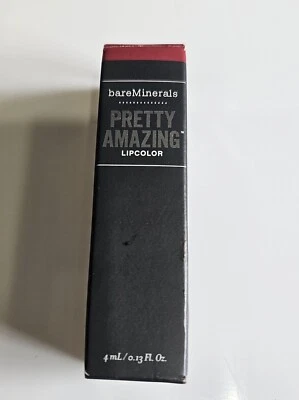 bareMinerals
PRETTY
AMAZING™
LIPCOLOR
4 mL/0.13 Fl. Oz.